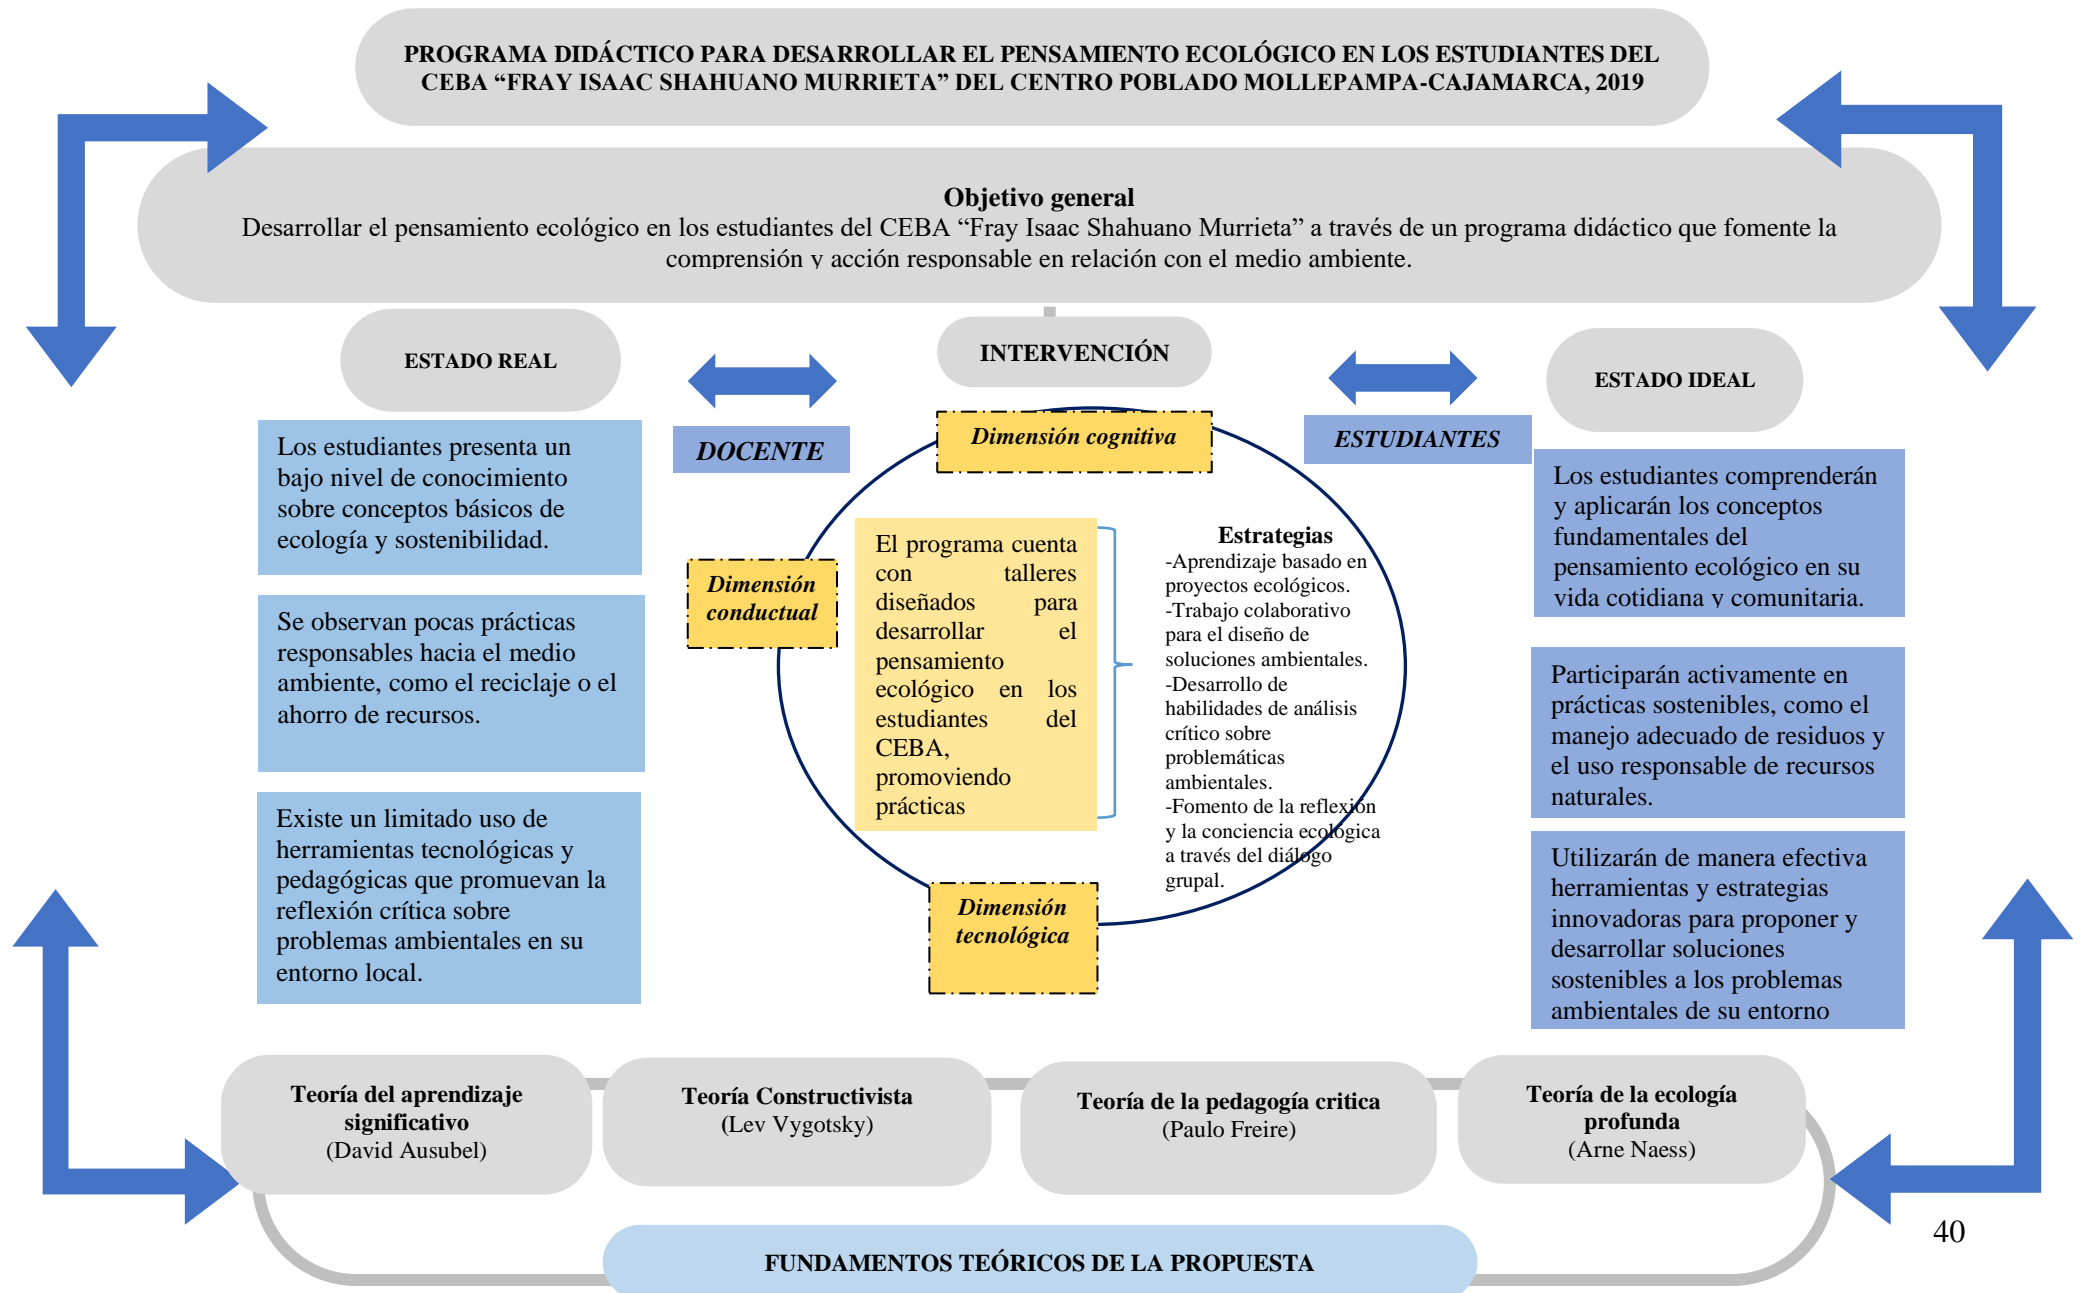 PROGRAMA DIDÁCTICO PARA DESARROLLAR EL PENSAMIENTO ECOLÓGICO EN LOS ESTUDIANTES DEL
CEBA “FRAY ISAAC SHAHUANO MURRIETA” DEL CENTRO POBLADO MOLLEPAMPA-CAJAMARCA, 2019
Objetivo general
Desarrollar el pensamiento ecológico en los estudiantes del CEBA “Fray Isaac Shahuano Murrieta” a través de un programa didáctico que fomente la
comprensión y acción responsable en relación con el medio ambiente.
ESTADO REAL
Los estudiantes presenta un
bajo nivel de conocimiento
sobre conceptos básicos de
ecología y sostenibilidad.
Se observan pocas prácticas
responsables hacia el medio
ambiente, como el reciclaje o el
ahorro de recursos.
Existe un limitado uso de
herramientas tecnológicas y
pedagógicas que promuevan la
reflexión crítica sobre
problemas ambientales en su
entorno local.
DOCENTE
INTERVENCIÓN
Dimensión cognitiva
Dimensión
conductual
El programa cuenta
con talleres
diseñados para
desarrollar el
pensamiento
ecológico en los
estudiantes del
CEBA,
promoviendo
prácticas
Estrategias
-Aprendizaje basado en
proyectos ecológicos.
-Trabajo colaborativo
para el diseño de
soluciones ambientales.
-Desarrollo de
habilidades de análisis
crítico sobre
problemáticas
ambientales.
-Fomento de la reflexión
y la conciencia ecológica
a través del diálogo
grupal.
Dimensión
tecnológica
ESTUDIANTES
ESTADO IDEAL
Los estudiantes comprenderán
y aplicarán los conceptos
fundamentales del
pensamiento ecológico en su
vida cotidiana y comunitaria.
Participarán activamente en
prácticas sostenibles, como el
manejo adecuado de residuos y
el uso responsable de recursos
naturales.
Utilizarán de manera efectiva
herramientas y estrategias
innovadoras para proponer y
desarrollar soluciones
sostenibles a los problemas
ambientales de su entorno
Teoría del aprendizaje
significativo
(David Ausubel)
Teoría Constructivista
(Lev Vygotsky)
Teoría de la pedagogía critica
(Paulo Freire)
Teoría de la ecología
profunda
(Arne Naess)
40
FUNDAMENTOS TEÓRICOS DE LA PROPUESTA